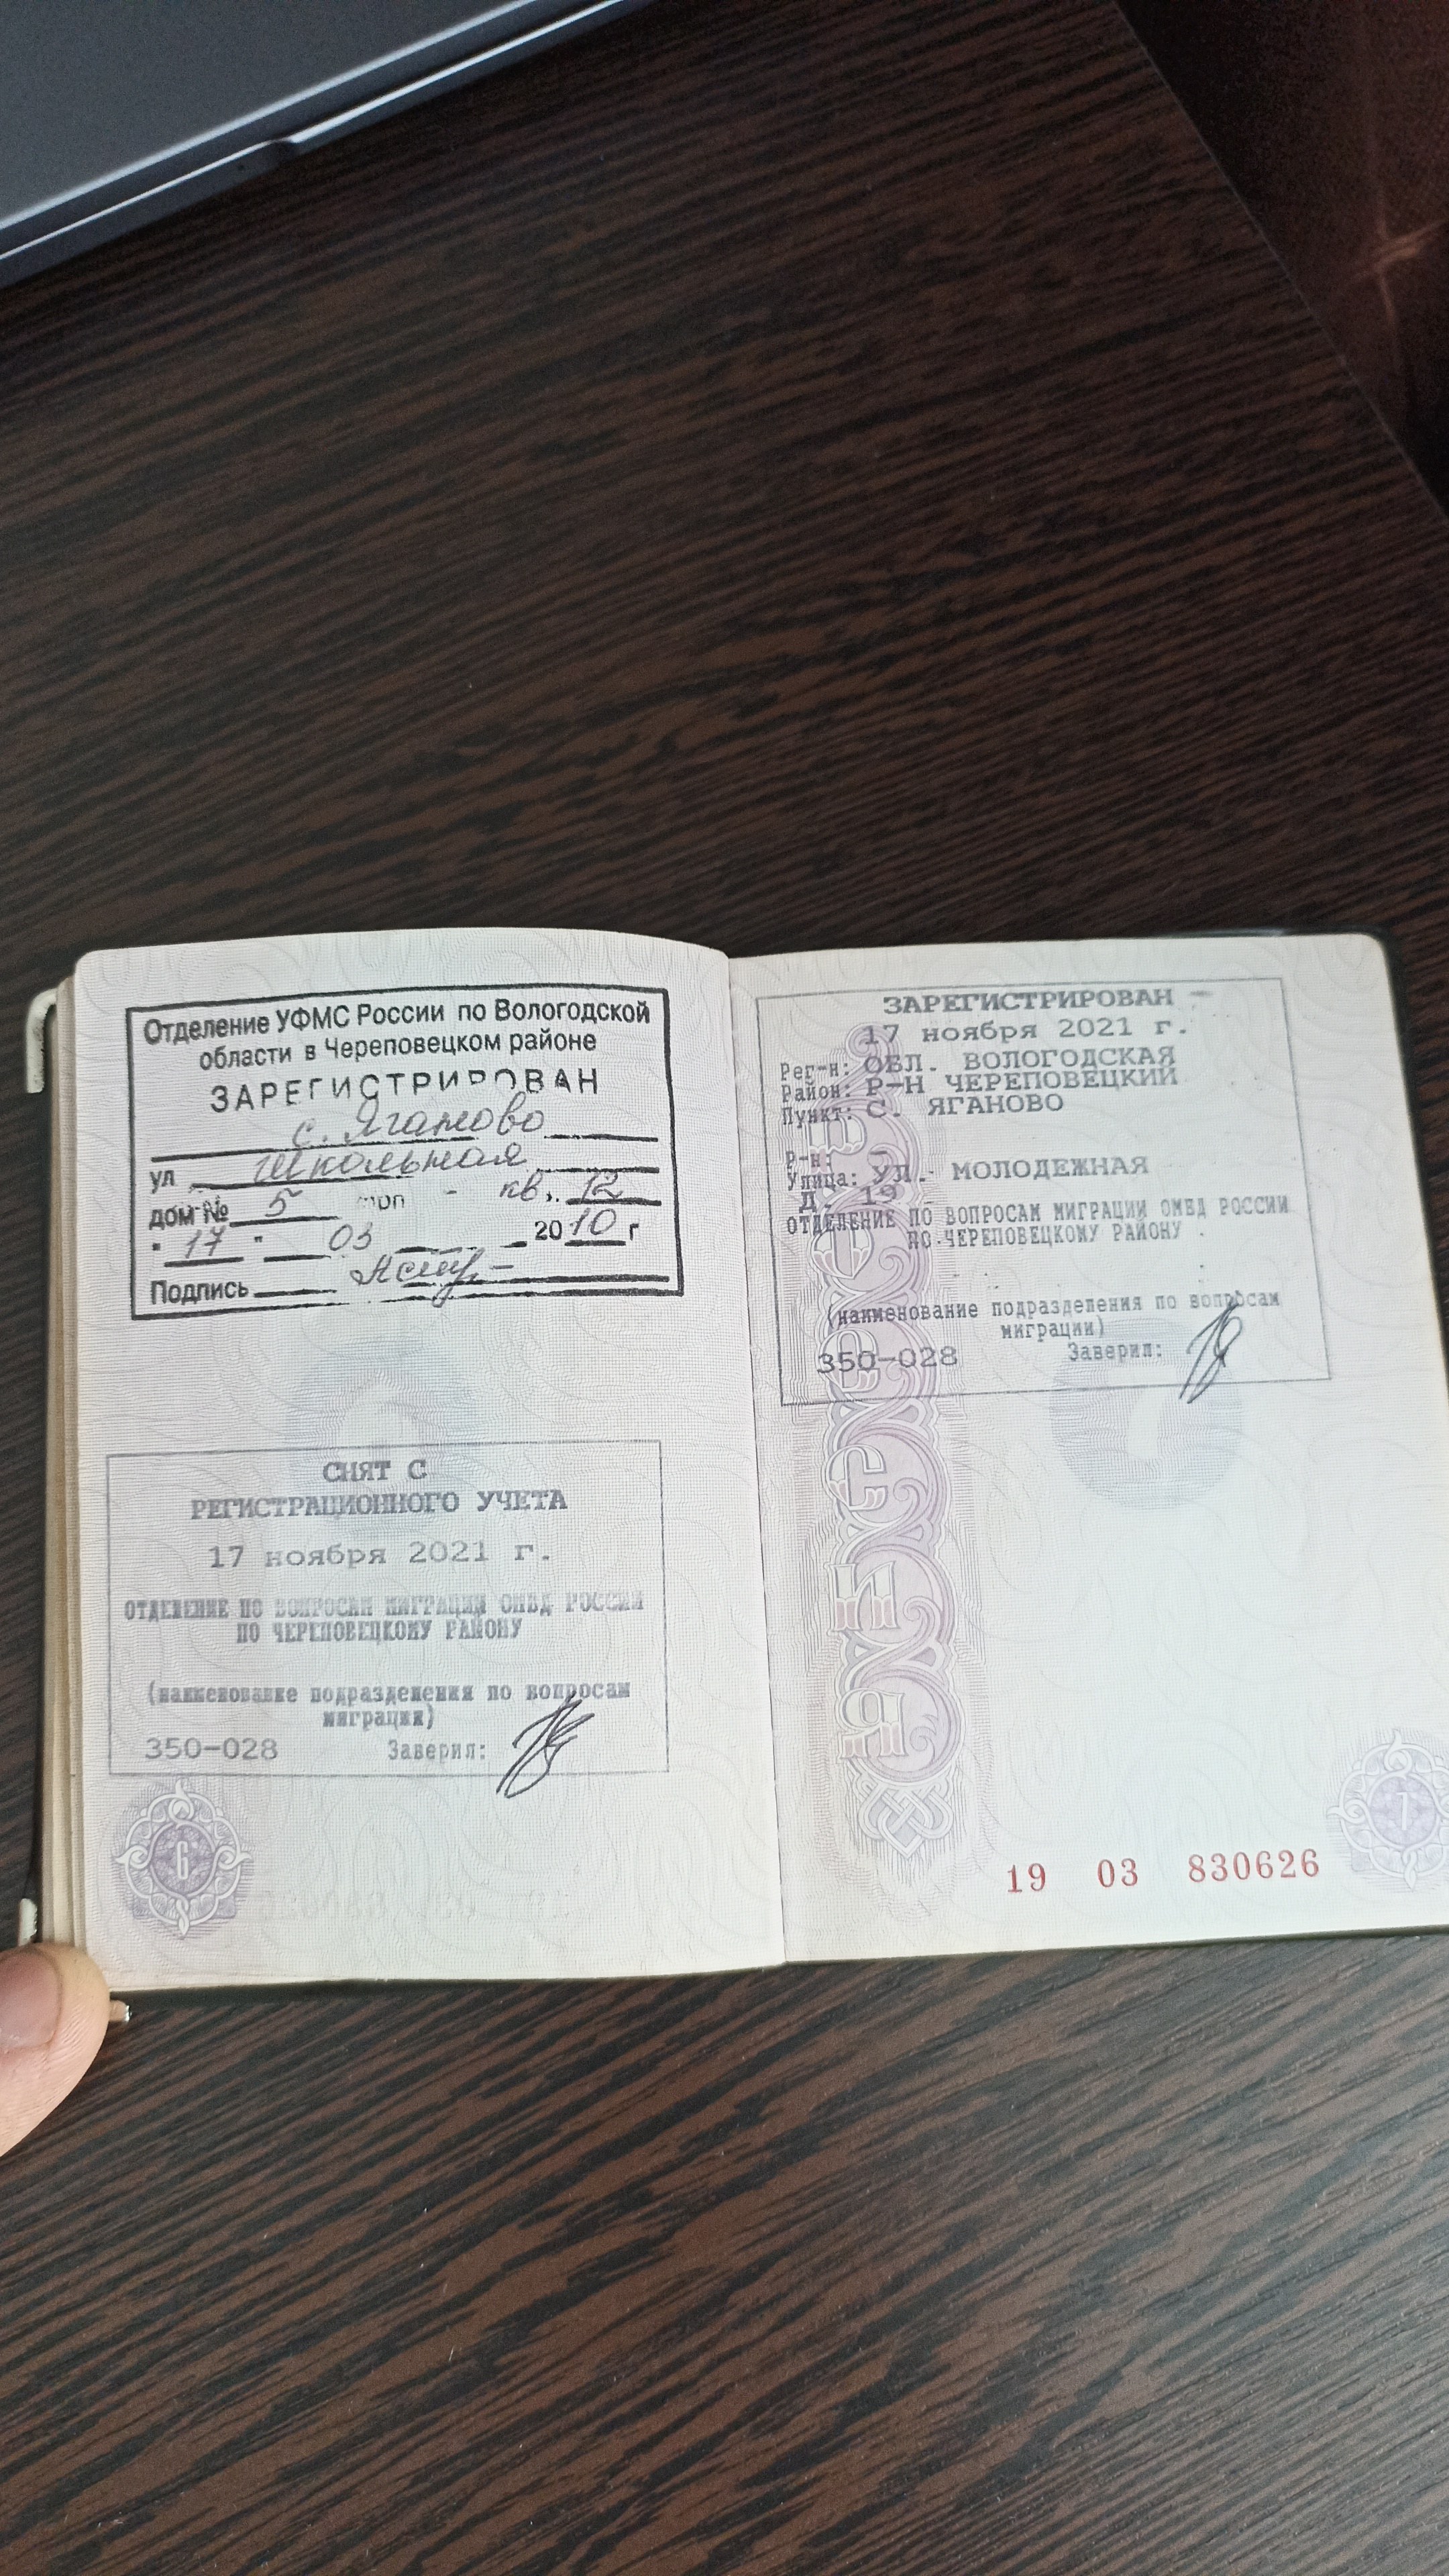 Отделение УФМС России по Вологодской
области в Череповецком районе
ЗАРЕГИСТРИРОВАН
с. Яганово
ул Школьная
дом № 5 кор - кв. 12
" 17 " 03 2010 г
Подпись
СНЯТ С
РЕГИСТРАЦИОННОГО УЧЕТА
17 ноября 2021 г.
ОТДЕЛЕНИЕ ПО ВОПРОСАМ МИГРАЦИИ ОМВД РОССИИ
ПО ЧЕРЕПОВЕЦКОМУ РАЙОНУ
(наименование подразделения по вопросам
миграции)
350-028 Заверил:
6
ЗАРЕГИСТРИРОВАН
17 ноября 2021 г.
Рег-н: ОБЛ. ВОЛОГОДСКАЯ
Район: Р-Н ЧЕРЕПОВЕЦКИЙ
Пункт: С. ЯГАНОВО
Р-н: -
Улица: УЛ. МОЛОДЕЖНАЯ
Д. 19
ОТДЕЛЕНИЕ ПО ВОПРОСАМ МИГРАЦИИ ОМВД РОССИИ
ПО ЧЕРЕПОВЕЦКОМУ РАЙОНУ
(наименование подразделения по вопросам
миграции)
350-028 Заверил:
19 03 830626
7